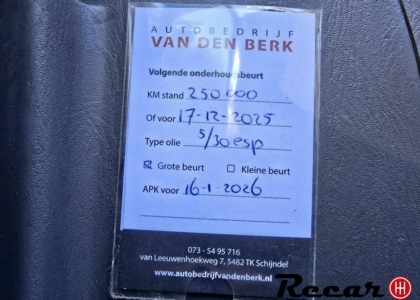 AUTOBEDRIJF
VAN DEN BERK
Volgende onderhoudsbeurt
KM stand 250 000
Of voor 17-12-2025
Type olie 5/30 esp
Grote beurt Kleine beurt
APK voor 16-1-2026
073 - 54 95 716
van Leeuwenhoekweg 7, 5482 TK Schijndel
www.autobedrijfvandenberk.nl
Recar H